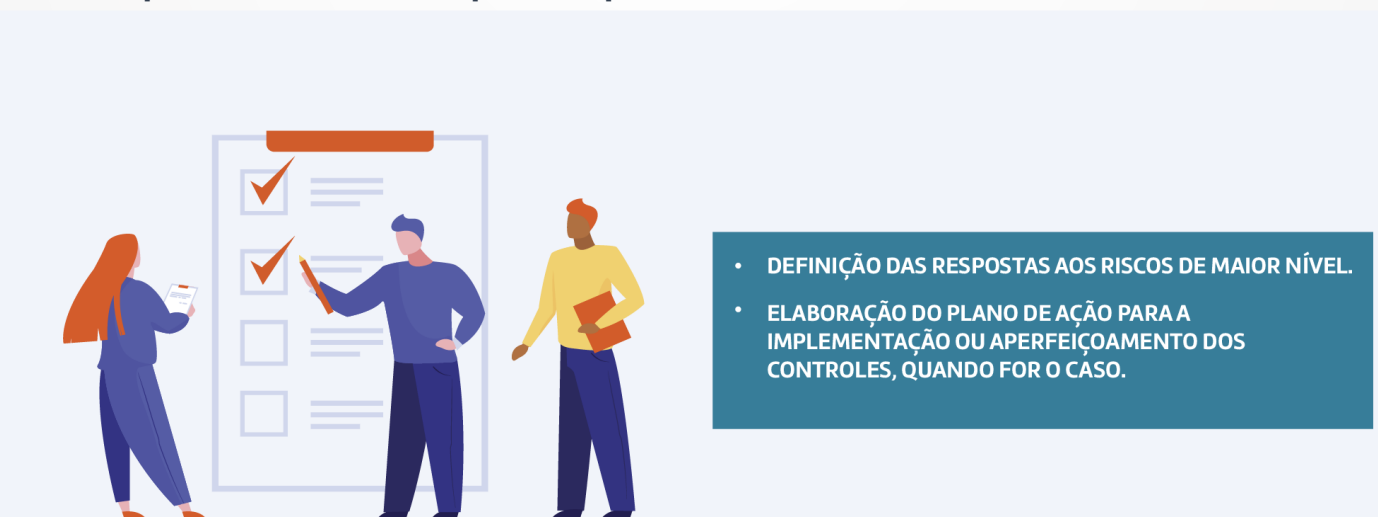 • DEFINIÇÃO DAS RESPOSTAS AOS RISCOS DE MAIOR NÍVEL.
• ELABORAÇÃO DO PLANO DE AÇÃO PARA A
IMPLEMENTAÇÃO OU APERFEIÇOAMENTO DOS
CONTROLES, QUANDO FOR O CASO.